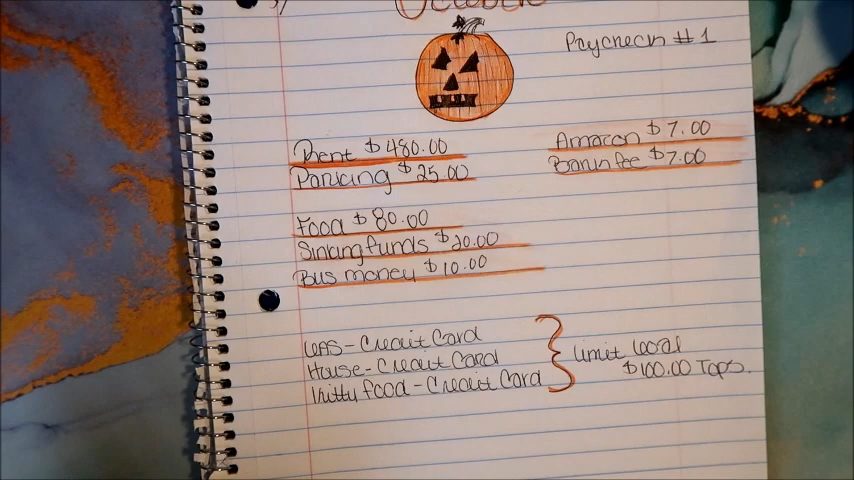 October
Paycheck #1
Rent $480.00
Parking $25.00
Amazon $7.00
Bank fee $7.00
Food $80.00
Sinking funds $20.00
Bus money $10.00
Gas - Credit Card
House - Credit Card
Kitty food - Credit Card
Limit load
$100.00 Tops.